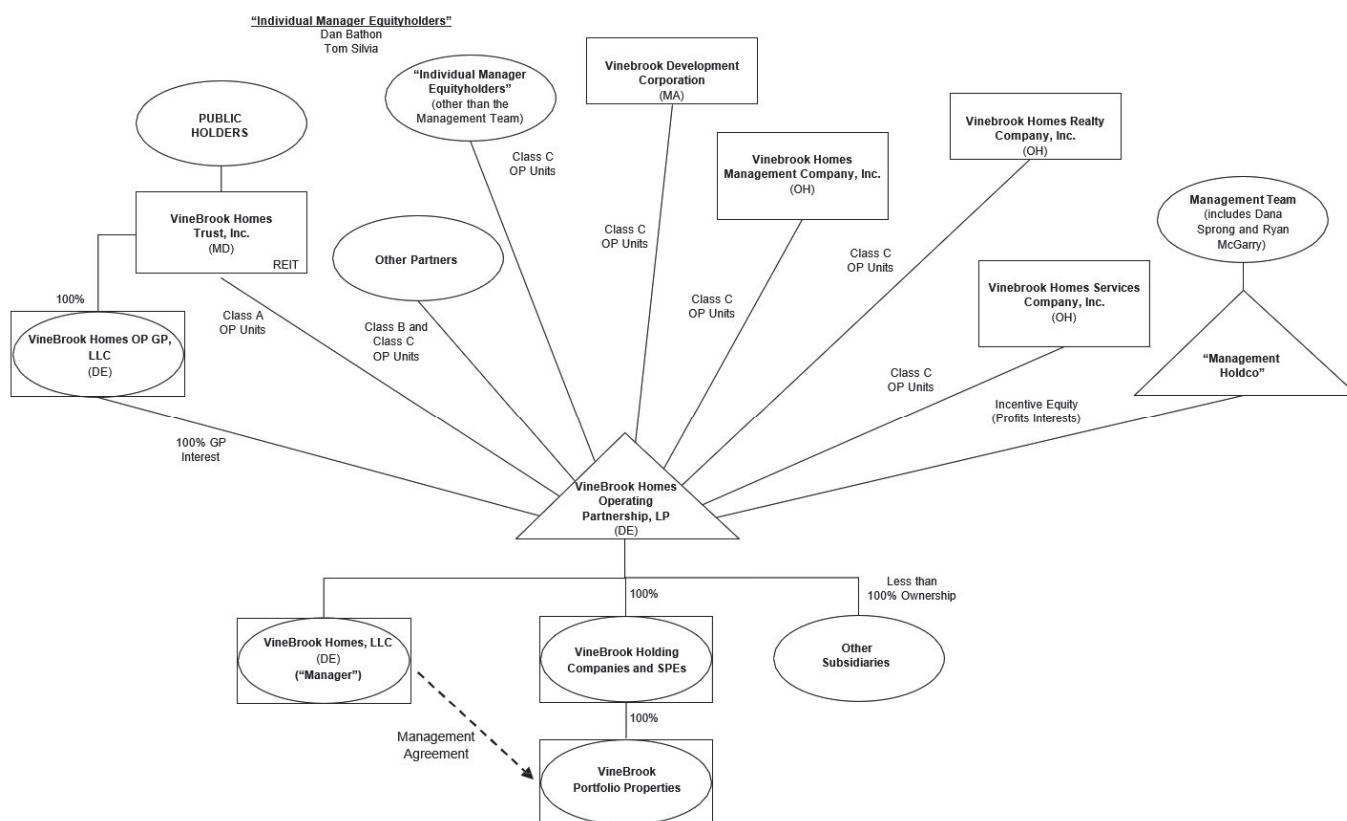 “Individual Manager Equityholders”
Dan Bathon
Tom Silvia
“Individual Manager
Equityholders”
(other than the
Management Team)
Vinebrook Development
Corporation
(MA)
PUBLIC
HOLDERS
Vinebrook Homes
Management Company, Inc.
(OH)
Vinebrook Homes Realty
Company, Inc.
(OH)
VineBrook Homes
Trust, Inc.
(MD)
REIT
Other Partners
Management Team
(includes Dana
Sprong and Ryan
McGarry)
Vinebrook Homes Services
Company, Inc.
(OH)
“Management
Holdco”
100%
VineBrook Homes OP GP,
LLC
(DE)
Class A
OP Units
Class B and
Class C
OP Units
Class C
OP Units
Class C
OP Units
Class C
OP Units
Class C
OP Units
Class C
OP Units
Incentive Equity
(Profits Interests)
100% GP
Interest
VineBrook Homes
Operating
Partnership, LP
(DE)
100%
Less than
100% Ownership
VineBrook Homes, LLC
(DE)
(“Manager”)
VineBrook Holding
Companies and SPEs
Other
Subsidiaries
100%
Management
Agreement
VineBrook
Portfolio Properties